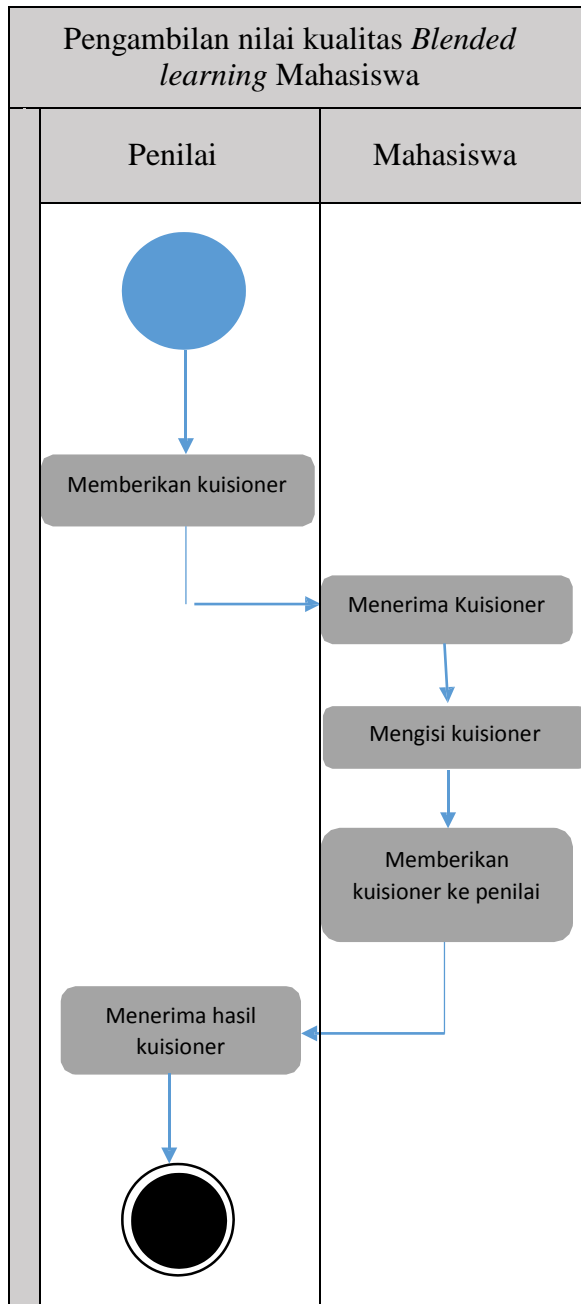 Pengambilan nilai kualitas Blended
learning Mahasiswa
Penilai
Mahasiswa
Memberikan kuisioner
Menerima Kuisioner
Mengisi kuisioner
Memberikan
kuisioner ke penilai
Menerima hasil
kuisioner